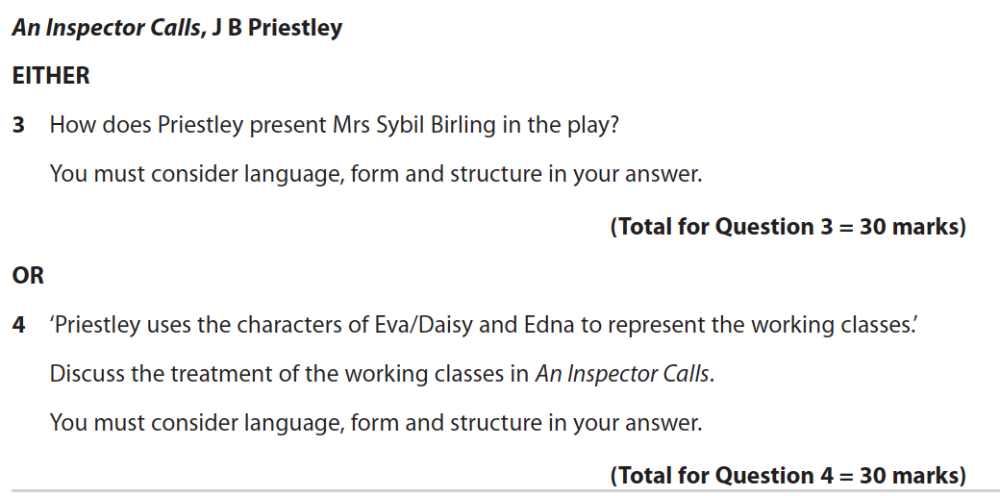 An Inspector Calls, J B Priestley
EITHER
3 How does Priestley present Mrs Sybil Birling in the play?
You must consider language, form and structure in your answer.
(Total for Question 3 = 30 marks)
OR
4 ‘Priestley uses the characters of Eva/Daisy and Edna to represent the working classes.’
Discuss the treatment of the working classes in An Inspector Calls.
You must consider language, form and structure in your answer.
(Total for Question 4 = 30 marks)